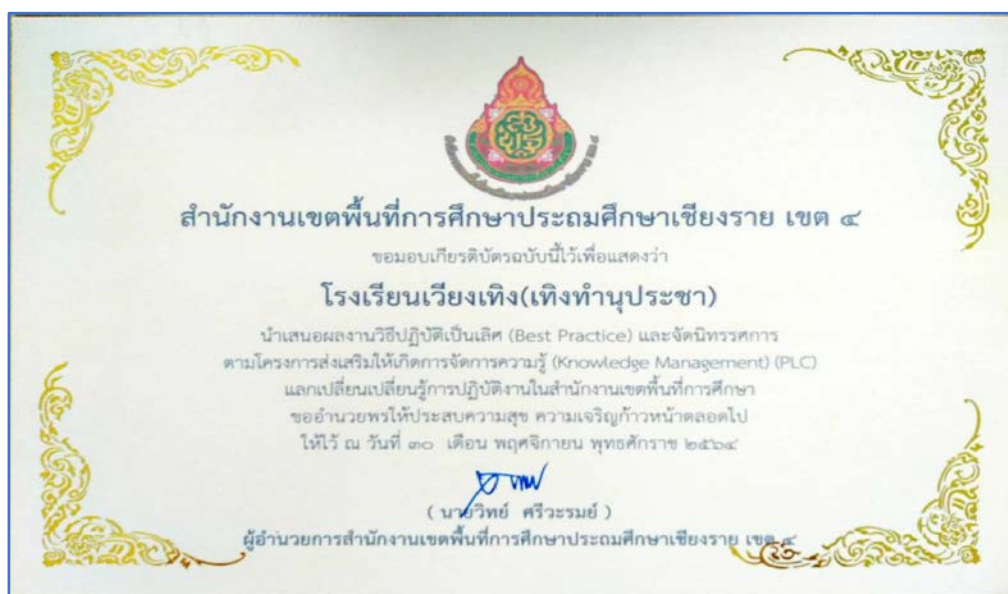 สำนักงานเขตพื้นที่การศึกษาประถมศึกษาเชียงราย เขต ๔
ขอมอบเกียรติบัตรฉบับนี้ไว้เพื่อแสดงว่า
โรงเรียนเวียงเทิง(เทิงทำนุประชา)
นำเสนอผลงานวิธีปฏิบัติเป็นเลิศ (Best Practice) และจัดนิทรรศการ
ตามโครงการส่งเสริมให้เกิดการจัดการความรู้ (Knowledge Management) (PLC)
แลกเปลี่ยนเปลี่ยนรู้การปฏิบัติงานในสำนักงานเขตพื้นที่การศึกษา
ขออำนวยพรให้ประสบความสุข ความเจริญก้าวหน้าตลอดไป
ให้ไว้ ณ วันที่ ๓๐ เดือน พฤศจิกายน พุทธศักราช ๒๕๖๔
( นายวิทย์ ศรีวะรมย์ )
ผู้อำนวยการสำนักงานเขตพื้นที่การศึกษาประถมศึกษาเชียงราย เขต ๔